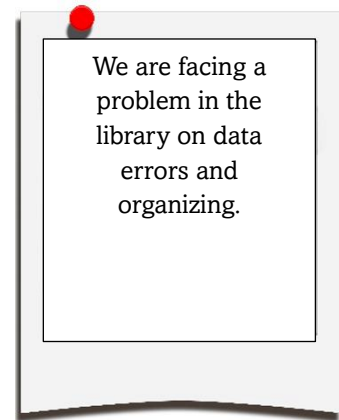 We are facing a
problem in the
library on data
errors and
organizing.